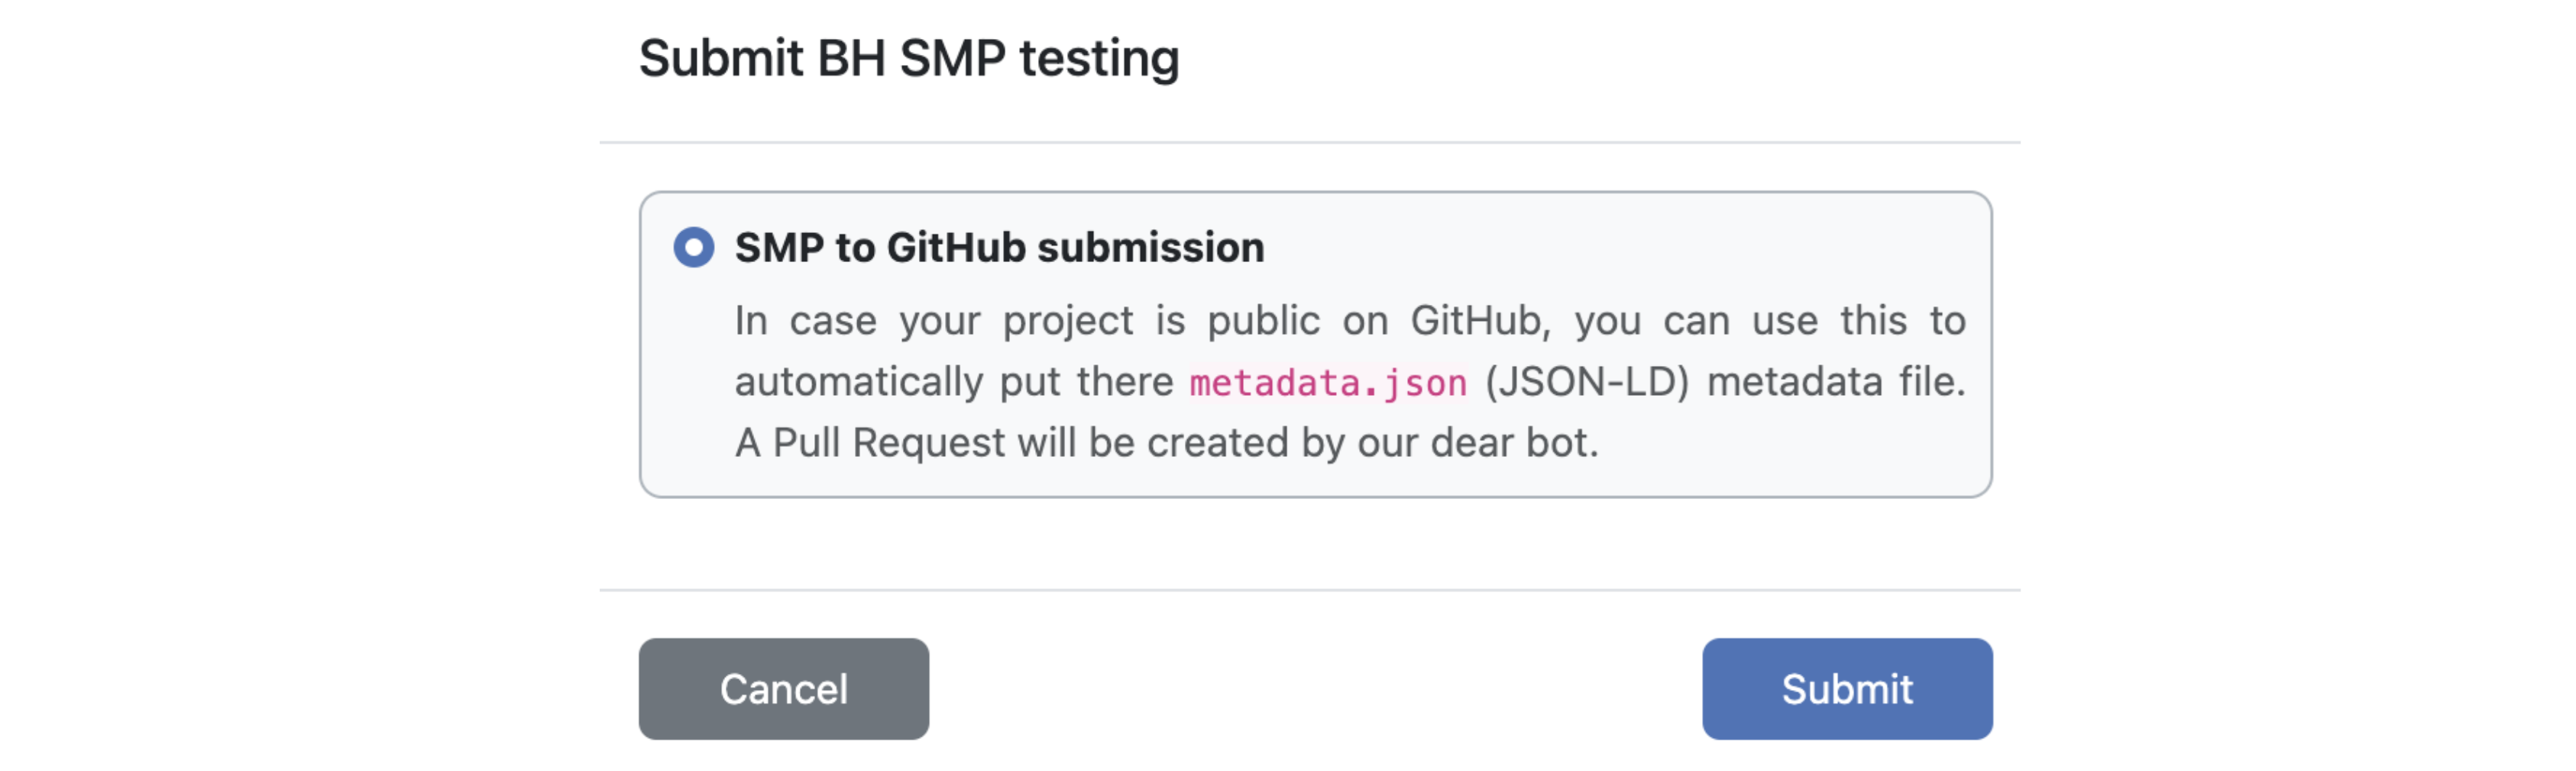 Submit BH SMP testing
SMP to GitHub submission
In case your project is public on GitHub, you can use this to
automatically put there metadata.json (JSON-LD) metadata file.
A Pull Request will be created by our dear bot.
Cancel
Submit